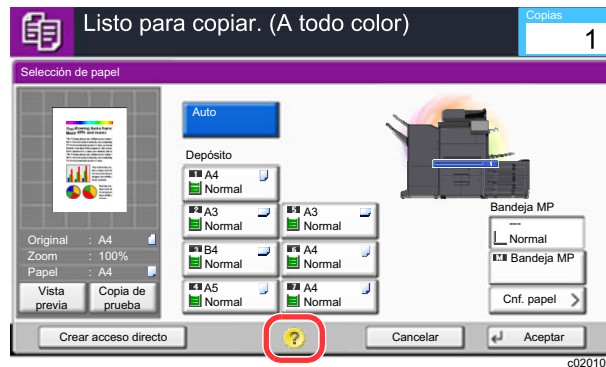 Listo para copiar. (A todo color)
Copias
1
Selección de papel
Original : A4
Zoom : 100%
Papel : A4
Vista previa
Copia de prueba
Auto
Depósito
1 A4
Normal
2 A3
Normal
5 A3
Normal
3 B4
Normal
6 A4
Normal
4 A5
Normal
7 A4
Normal
1
Bandeja MP
---
Normal
M Bandeja MP
Cnf. papel
Crear acceso directo
?
Cancelar
Aceptar
c02010